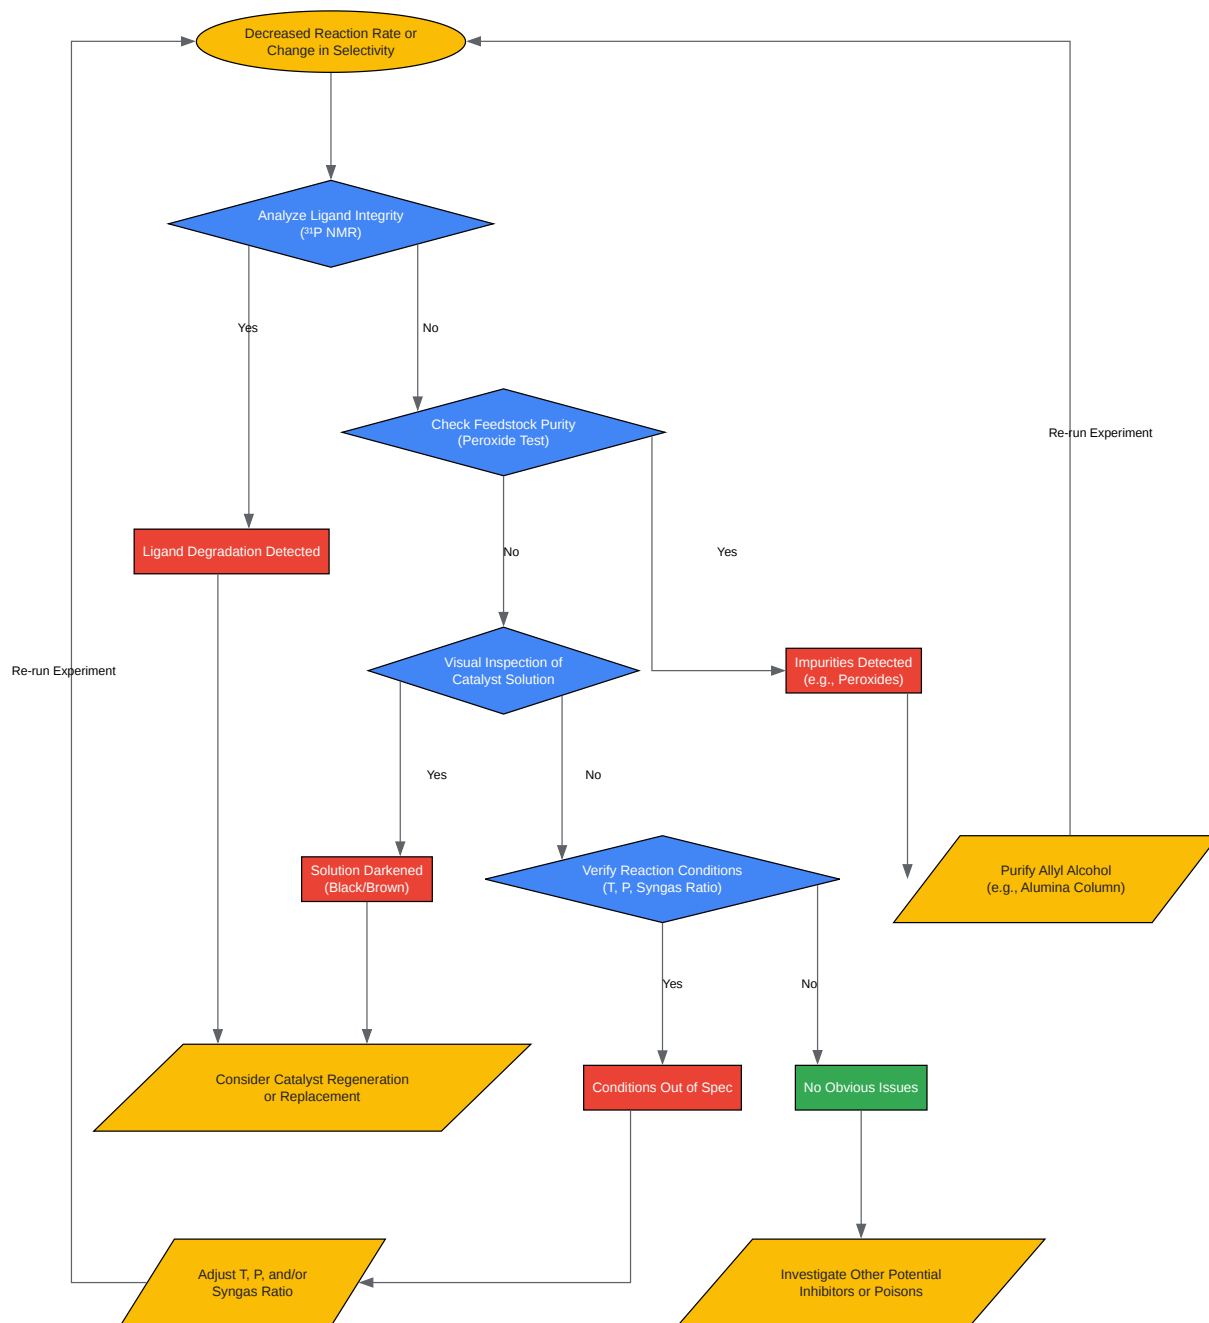 Decreased Reaction Rate or
Change in Selectivity
Analyze Ligand Integrity
(³¹P NMR)
Yes
No
Check Feedstock Purity
(Peroxide Test)
Re-run Experiment
Ligand Degradation Detected
No
Yes
Visual Inspection of
Catalyst Solution
Impurities Detected
(e.g., Peroxides)
Re-run Experiment
Yes
No
Solution Darkened
(Black/Brown)
Verify Reaction Conditions
(T, P, Syngas Ratio)
Purify Allyl Alcohol
(e.g., Alumina Column)
Yes
No
Consider Catalyst Regeneration
or Replacement
Conditions Out of Spec
No Obvious Issues
Adjust T, P, and/or
Syngas Ratio
Investigate Other Potential
Inhibitors or Poisons